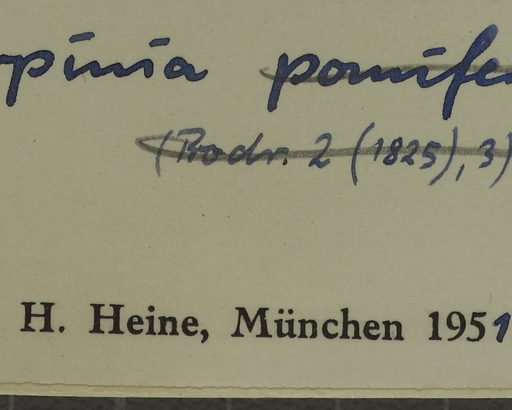 pinia pomife
(Prodr. 2 (1825), 3)
H. Heine, München 1951